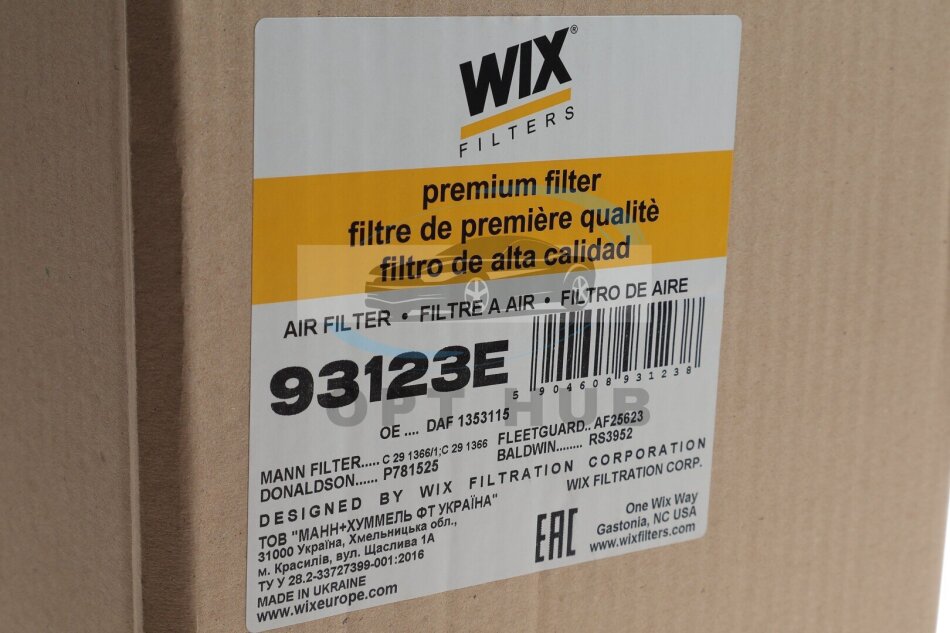 WIX®
FILTERS
premium filter
filtre de première qualitè
filtro de alta calidad
AIR FILTER • FILTRE A AIR • FILTRO DE AIRE
93123E
5904608931238
OPT HUB
OE .... DAF 1353115
MANN FILTER..... C 29 1366/1;C 29 1366
FLEETGUARD.. AF25623
DONALDSON...... P781525
BALDWIN........ RS3952
DESIGNED BY WIX FILTRATION CORPORATION
WIX FILTRATION CORP.
ТОВ "МАНН+ХУММЕЛЬ ФТ УКРАЇНА"
31000 Україна, Хмельницька обл.,
м. Красилів, вул. Щаслива 1А
ТУ У 28.2-33727399-001:2016
MADE IN UKRAINE
www.wixeurope.com
EAC
One Wix Way
Gastonia, NC USA
www.wixfilters.com